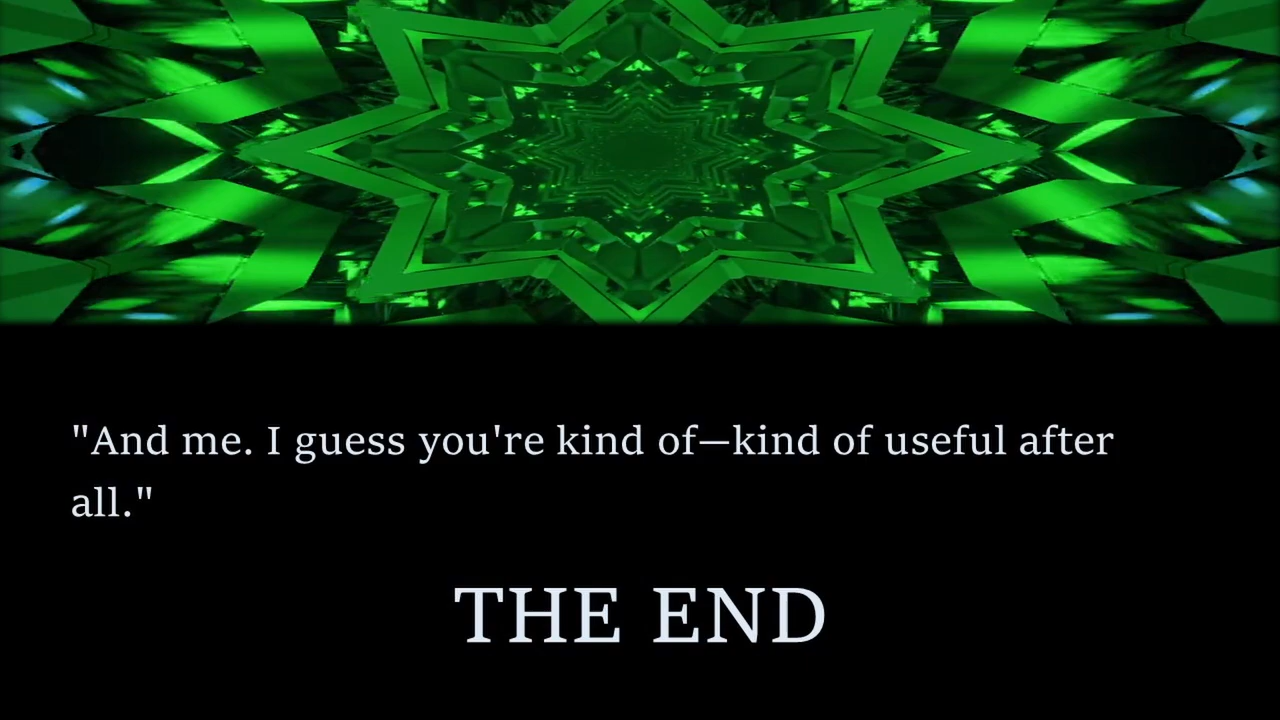 "And me. I guess you're kind of—kind of useful after
all."
THE END